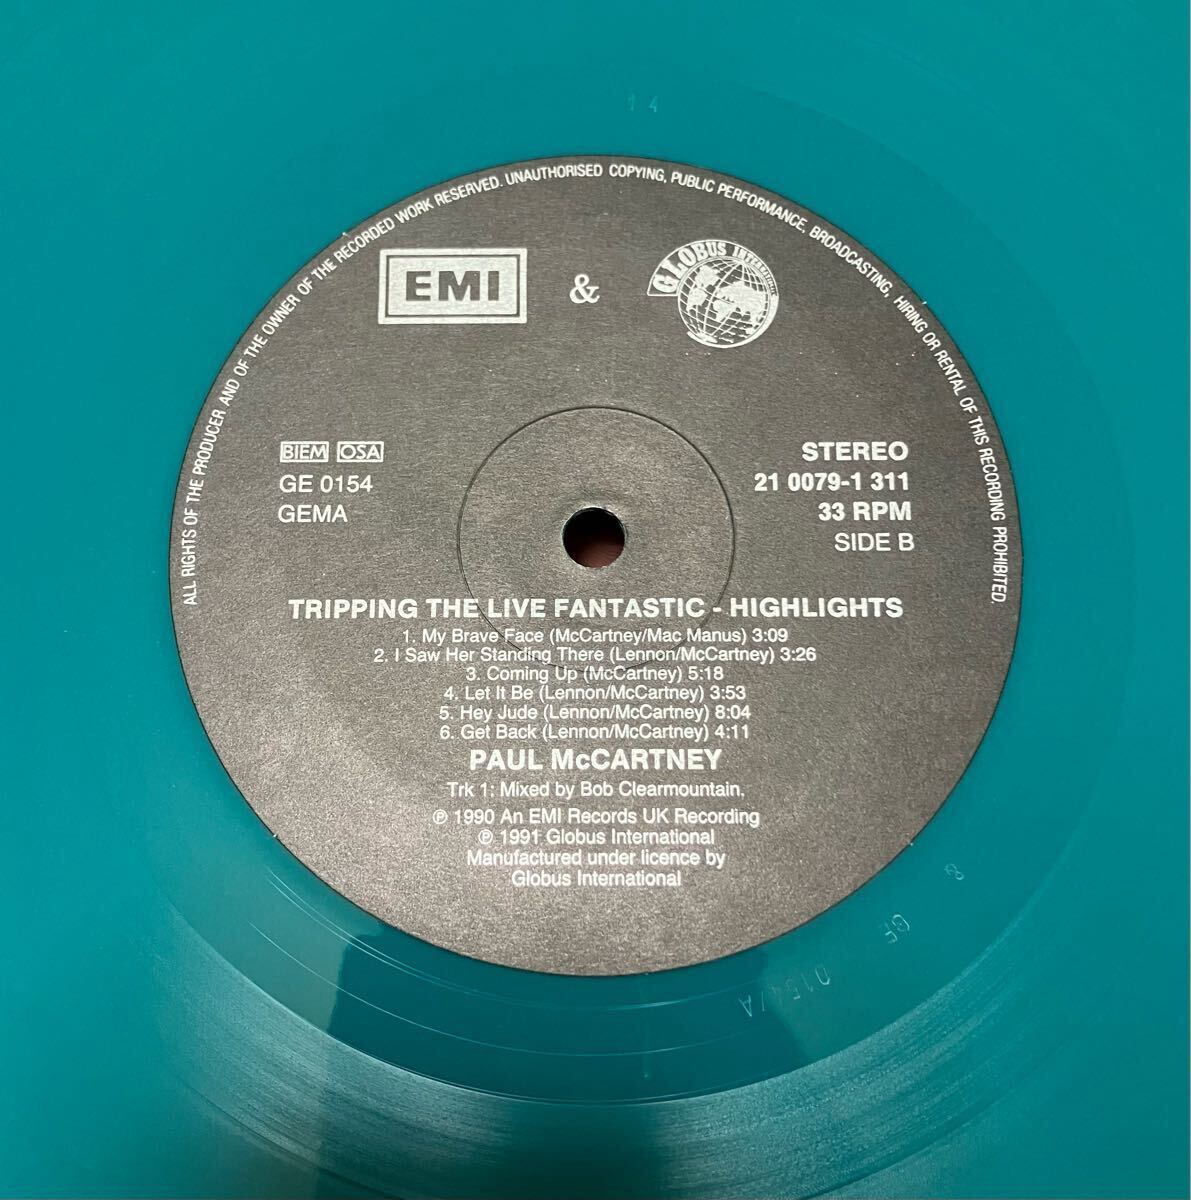 14
ALL RIGHTS OF THE PRODUCER AND OF THE OWNER OF THE RECORDED WORK RESERVED. UNAUTHORISED COPYING, PUBLIC PERFORMANCE, BROADCASTING, HIRING OR RENTAL OF THIS RECORDING PROHIBITED.
EMI & GLOBUS INTERNATIONAL
BIEM OSA
GE 0154
GEMA
STEREO
21 0079-1 311
33 RPM
SIDE B
TRIPPING THE LIVE FANTASTIC - HIGHLIGHTS
1. My Brave Face (McCartney/Mac Manus) 3:09
2. I Saw Her Standing There (Lennon/McCartney) 3:26
3. Coming Up (McCartney) 5:18
4. Let It Be (Lennon/McCartney) 3:53
5. Hey Jude (Lennon/McCartney) 8:04
6. Get Back (Lennon/McCartney) 4:11
PAUL McCARTNEY
Trk 1: Mixed by Bob Clearmountain.
℗ 1990 An EMI Records UK Recording
℗ 1991 Globus International
Manufactured under licence by
Globus International